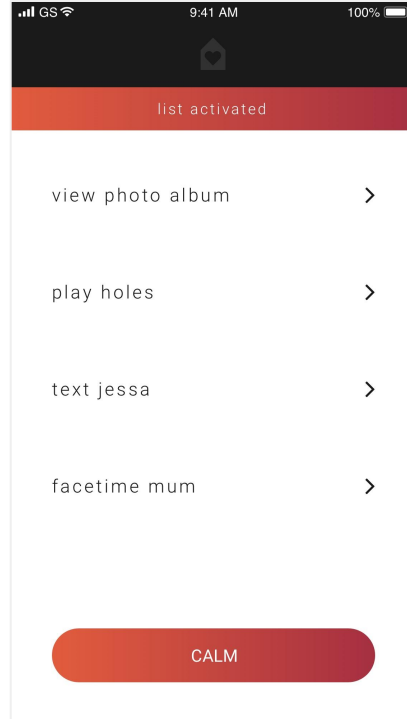 GS 9:41 AM 100%
list activated
view photo album
play holes
text jessa
facetime mum
CALM